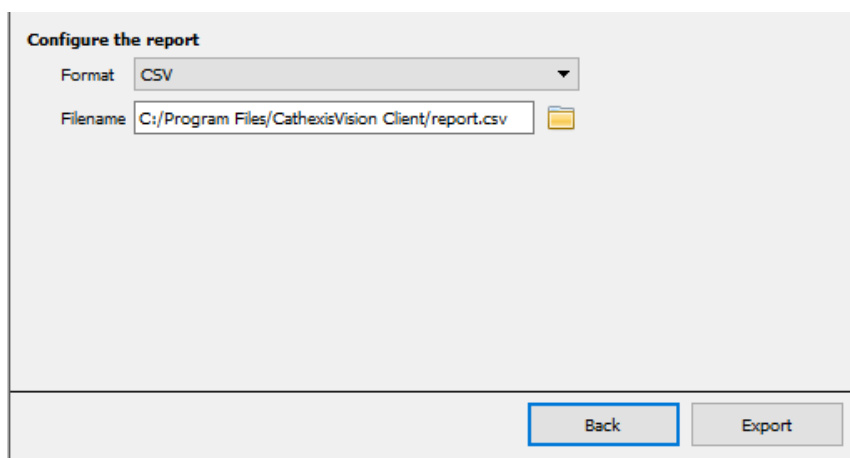 Configure the report
Format CSV
Filename C:/Program Files/CathexisVision Client/report.csv
Back Export